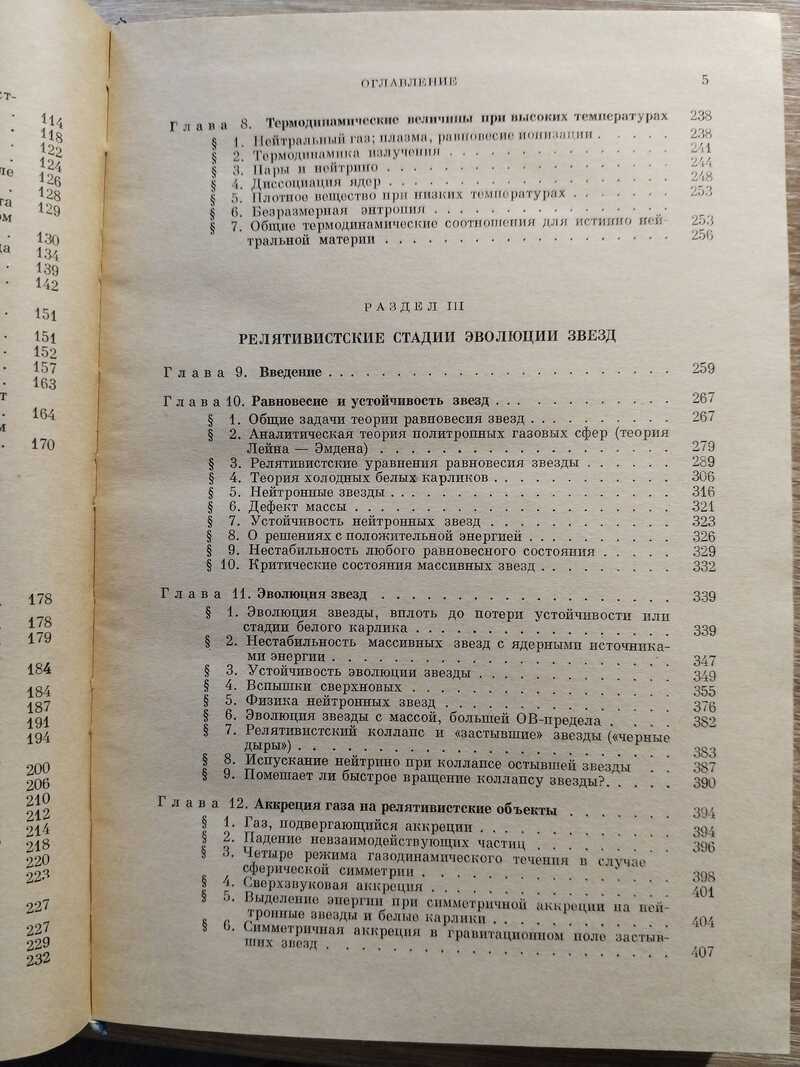 ст-
114
118
122
ле 124
126
га 128
ом 129
130
да 134
139
142
151
151
152
157
163
т
164
м
170
178
178
179
184
184
187
191
194
200
206
210
212
214
218
220
223
227
227
229
232
ОГЛАВЛЕНИЕ 5
Глава 8. Термодинамические величины при высоких температурах 238
§ 1. Нейтральный газ; плазма, равновесие ионизации . . . . . 238
§ 2. Термодинамика излучения . . . . . . . . . . . . . . . 241
§ 3. Пары и нейтрино . . . . . . . . . . . . . . . . . . . 244
§ 4. Диссоциация ядер . . . . . . . . . . . . . . . . . . . 248
§ 5. Плотное вещество при низких температурах . . . . . . . 253
§ 6. Безразмерная энтропия . . . . . . . . . . . . . . . .
§ 7. Общие термодинамические соотношения для истинно ней- 253
тральной материи . . . . . . . . . . . . . . . . . . . 256
РАЗДЕЛ III
РЕЛЯТИВИСТСКИЕ СТАДИИ ЭВОЛЮЦИИ ЗВЕЗД
Глава 9. Введение . . . . . . . . . . . . . . . . . . . . . . . 259
Глава 10. Равновесие и устойчивость звезд . . . . . . . . . . . 267
§ 1. Общие задачи теории равновесия звезд . . . . . . . . . . 267
§ 2. Аналитическая теория политропных газовых сфер (теория
Лейна — Эмдена) . . . . . . . . . . . . . . . . . . . . 279
§ 3. Релятивистские уравнения равновесия звезды . . . . . . 289
§ 4. Теория холодных белых карликов . . . . . . . . . . . . 306
§ 5. Нейтронные звезды . . . . . . . . . . . . . . . . . . . 316
§ 6. Дефект массы . . . . . . . . . . . . . . . . . . . . . 321
§ 7. Устойчивость нейтронных звезд . . . . . . . . . . . . . 323
§ 8. О решениях с положительной энергией . . . . . . . . . . 326
§ 9. Нестабильность любого равновесного состояния . . . . . 329
§ 10. Критические состояния массивных звезд . . . . . . . . . 332
Глава 11. Эволюция звезд . . . . . . . . . . . . . . . . . . . 339
§ 1. Эволюция звезды, вплоть до потери устойчивости или
стадии белого карлика . . . . . . . . . . . . . . . . . 339
§ 2. Нестабильность массивных звезд с ядерными источника-
ми энергии . . . . . . . . . . . . . . . . . . . . . . . 347
§ 3. Устойчивость эволюции звезды . . . . . . . . . . . . . 349
§ 4. Вспышки сверхновых . . . . . . . . . . . . . . . . . . 355
§ 5. Физика нейтронных звезд . . . . . . . . . . . . . . . . 376
§ 6. Эволюция звезды с массой, большей ОВ-предела . . . . 382
§ 7. Релятивистский коллапс и «застывшие» звезды («черные
дыры») . . . . . . . . . . . . . . . . . . . . . . . . . 383
§ 8. Испускание нейтрино при коллапсе остывшей звезды . . 387
§ 9. Помешает ли быстрое вращение коллапсу звезды?. . . . . 390
Глава 12. Аккреция газа на релятивистские объекты . . . . . . . 394
§ 1. Газ, подвергающийся аккреции . . . . . . . . . . . . . 394
§ 2. Падение невзаимодействующих частиц . . . . . . . . . . 396
§ 3. Четыре режима газодинамического течения в случае
сферической симметрии . . . . . . . . . . . . . . . . . 398
§ 4. Сверхзвуковая аккреция . . . . . . . . . . . . . . . . 401
§ 5. Выделение энергии при симметричной аккреции на ней-
тронные звезды и белые карлики . . . . . . . . . . . . 404
§ 6. Симметричная аккреция в гравитационном поле застыв-
ших звезд . . . . . . . . . . . . . . . . . . . . . . . 407